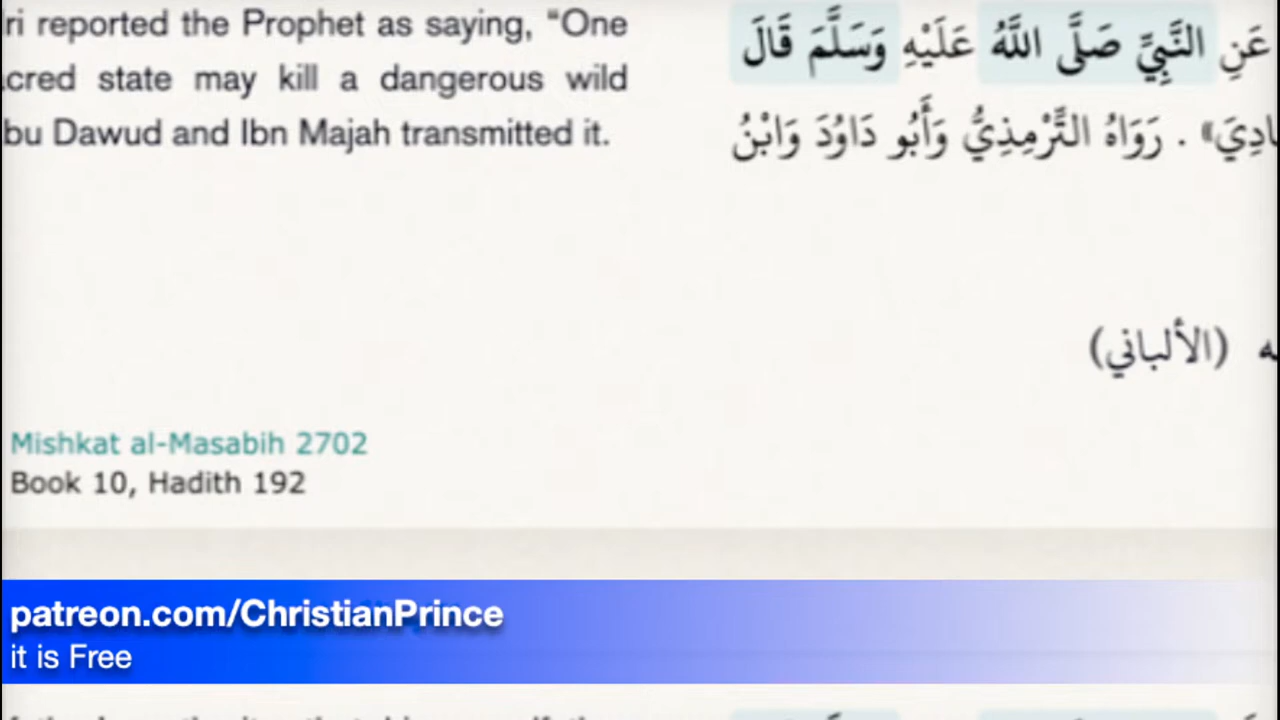 ri reported the Prophet as saying, “One
cred state may kill a dangerous wild
bu Dawud and Ibn Majah transmitted it.
عَنِ النَّبِيِّ صَلَّى اللَّهُ عَلَيْهِ وَسَلَّمَ قَالَ
ادِيَ» . رَوَاهُ التِّرْمِذِيُّ وَأَبُو دَاوُدَ وَابْنُ
ه (الألباني)
Mishkat al-Masabih 2702
Book 10, Hadith 192
patreon.com/ChristianPrince
it is Free